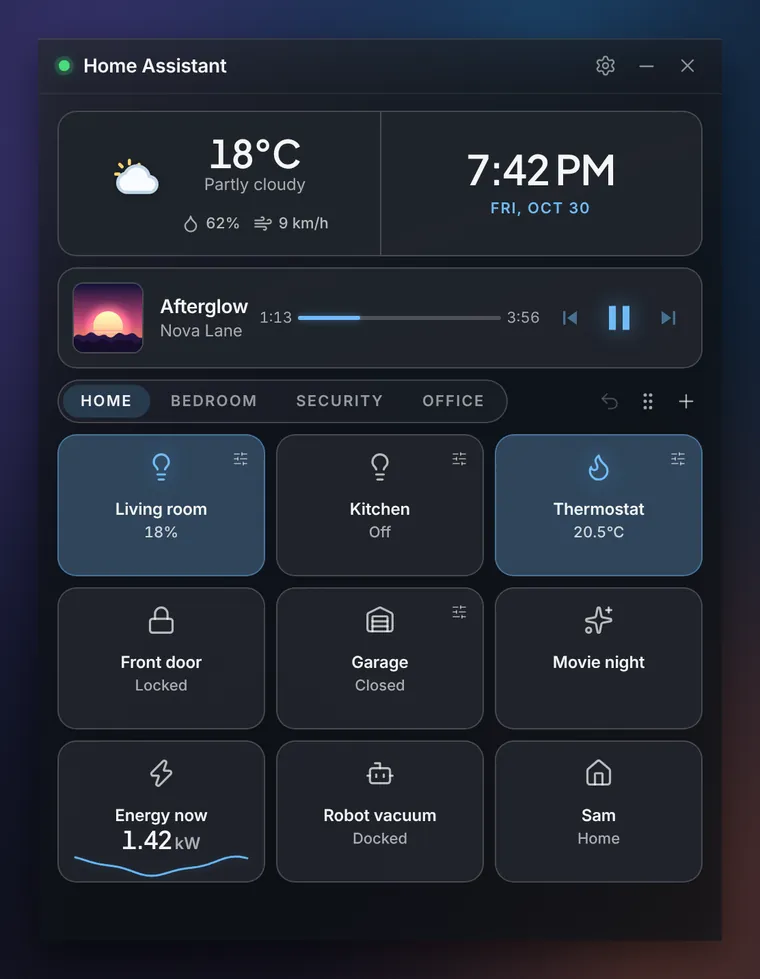 Home Assistant
18°C
Partly cloudy
62% 9 km/h
7:42 PM
FRI, OCT 30
Afterglow
Nova Lane
1:13 3:56
HOME BEDROOM SECURITY OFFICE
Living room
18%
Kitchen
Off
Thermostat
20.5°C
Front door
Locked
Garage
Closed
Movie night
Energy now
1.42 kW
Robot vacuum
Docked
Sam
Home